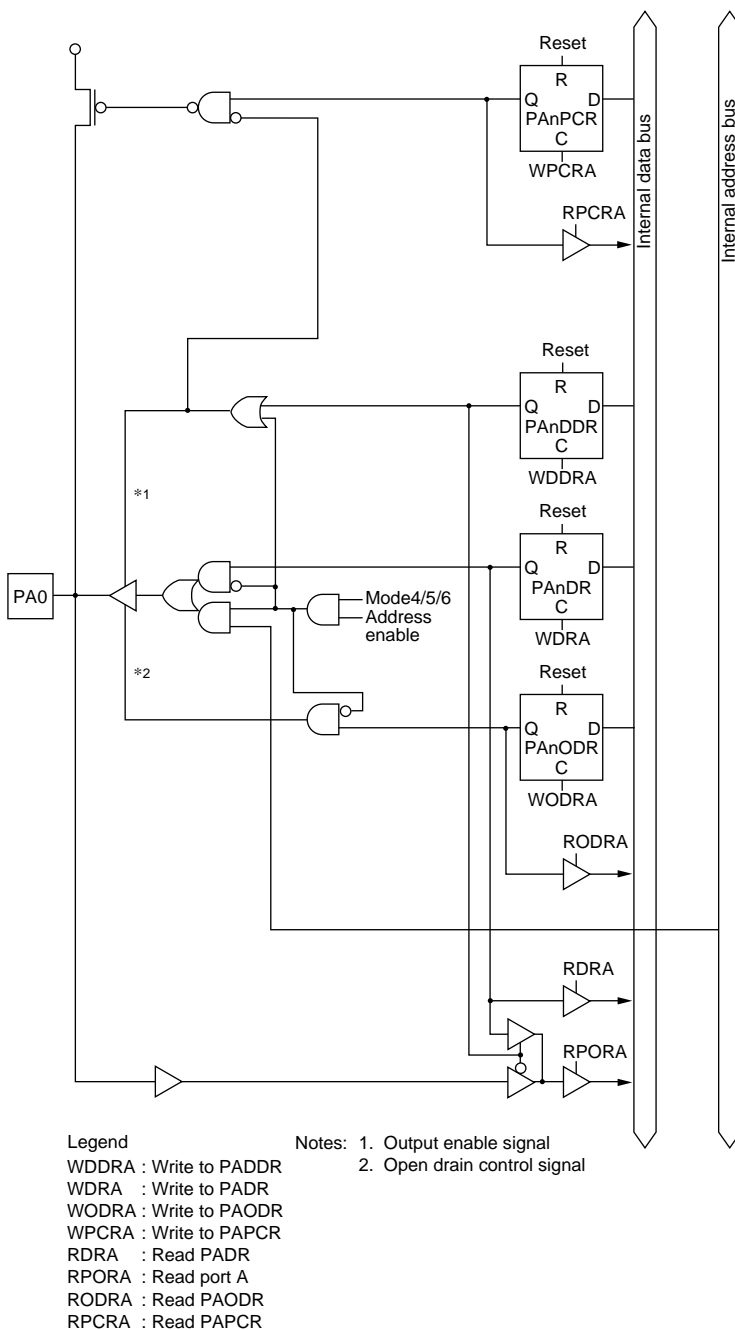 Reset
R
Q D
PAnPCR
C
WPCRA
RPCRA
Internal data bus
Internal address bus
Reset
R
Q D
PAnDDR
C
WDDRA
*1
Reset
R
Q D
PAnDR
C
WDRA
PA0
Mode4/5/6
Address
enable
*2
Reset
R
Q D
PAnODR
C
WODRA
RODRA
RDRA
RPORA
Legend
WDDRA : Write to PADDR
WDRA : Write to PADR
WODRA : Write to PAODR
WPCRA : Write to PAPCR
RDRA : Read PADR
RPORA : Read port A
RODRA : Read PAODR
RPCRA : Read PAPCR
Notes: 1. Output enable signal
2. Open drain control signal